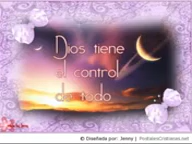 Dios tiene
el control
de todo
© Diseñada por: Jenny | PostalesCristianas.net